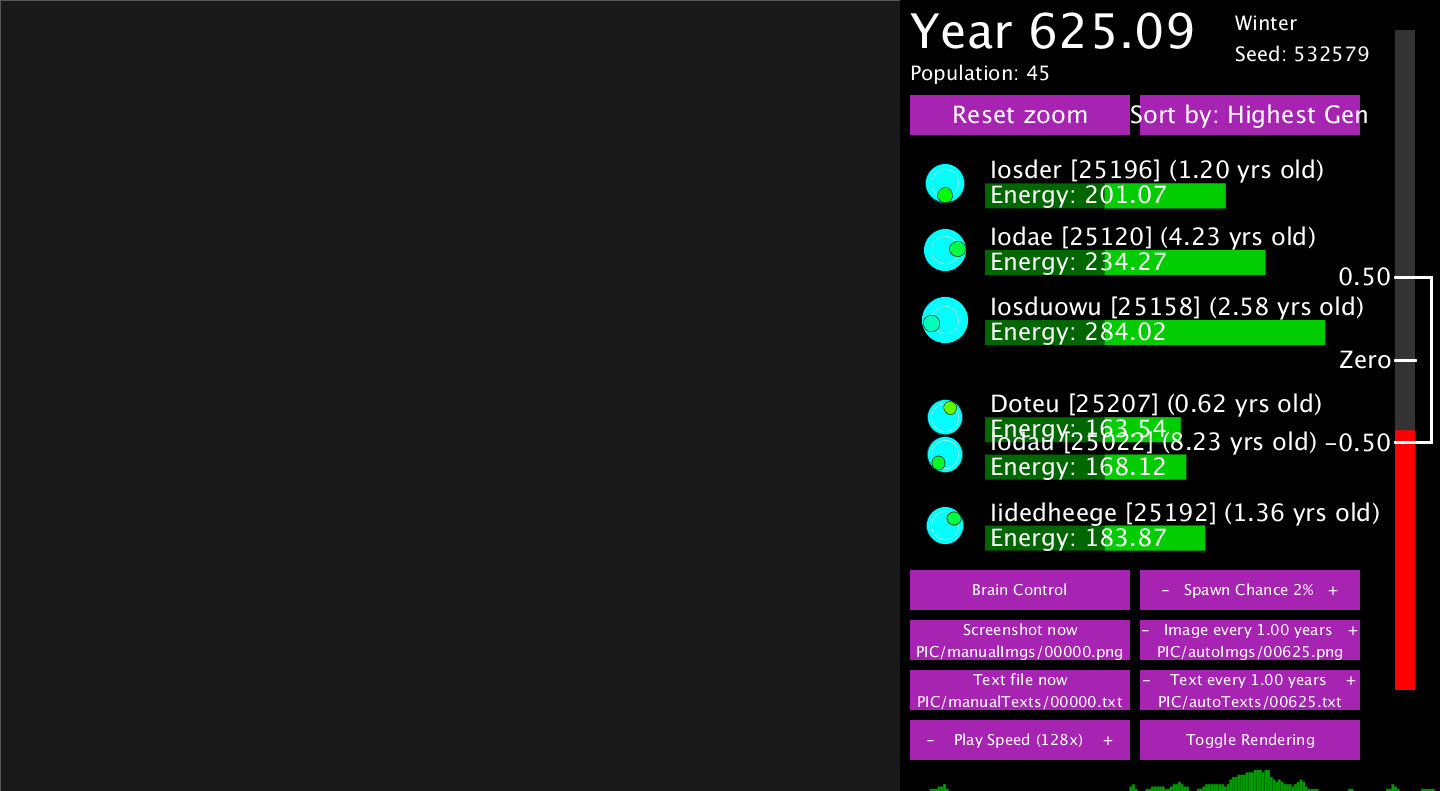 Year 625.09
Winter
Seed: 532579
Population: 45
Reset zoom
Sort by: Highest Gen
Iosder [25196] (1.20 yrs old)
Energy: 201.07
Iodae [25120] (4.23 yrs old)
Energy: 234.27
0.50
Iosduowu [25158] (2.58 yrs old)
Energy: 284.02
Zero
Doteu [25207] (0.62 yrs old)
Energy: 163.54
Iodau [25022] (8.23 yrs old)
-0.50
Energy: 168.12
Iidedheege [25192] (1.36 yrs old)
Energy: 183.87
Brain Control
- Spawn Chance 2% +
Screenshot now
PIC/manualImgs/00000.png
- Image every 1.00 years +
PIC/autoImgs/00625.png
Text file now
PIC/manualTexts/00000.txt
- Text every 1.00 years +
PIC/autoTexts/00625.txt
- Play Speed (128x) +
Toggle Rendering